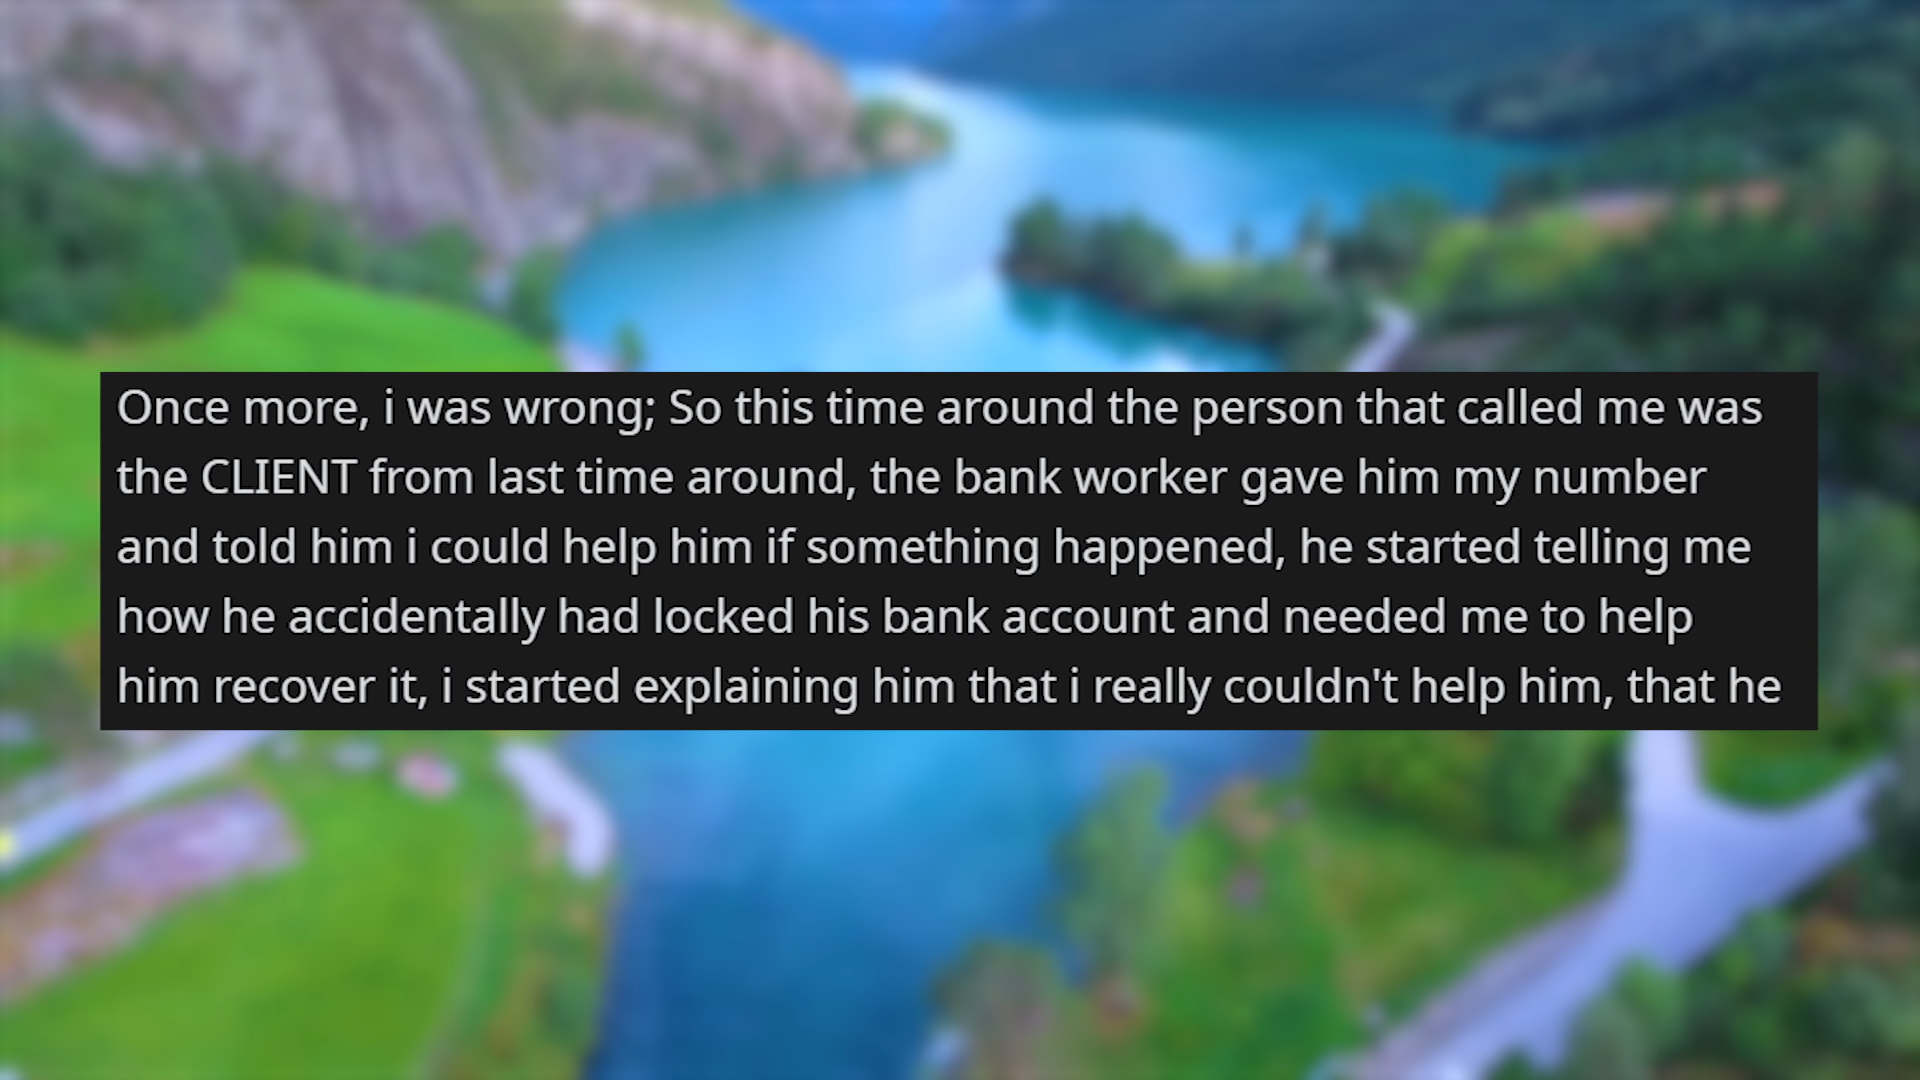 Once more, i was wrong; So this time around the person that called me was
the CLIENT from last time around, the bank worker gave him my number
and told him i could help him if something happened, he started telling me
how he accidentally had locked his bank account and needed me to help
him recover it, i started explaining him that i really couldn't help him, that he